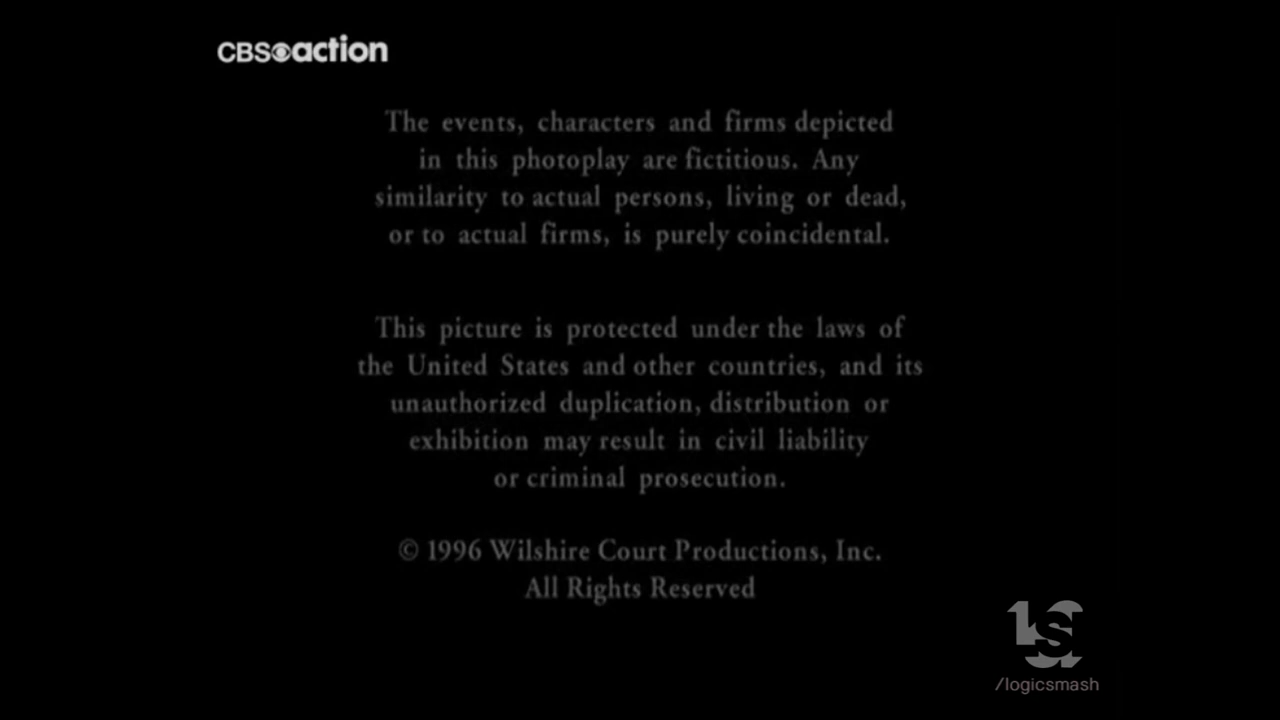 CBS action
The events, characters and firms depicted
in this photoplay are fictitious. Any
similarity to actual persons, living or dead,
or to actual firms, is purely coincidental.
This picture is protected under the laws of
the United States and other countries, and its
unauthorized duplication, distribution or
exhibition may result in civil liability
or criminal prosecution.
© 1996 Wilshire Court Productions, Inc.
All Rights Reserved
1S
/logicsmash